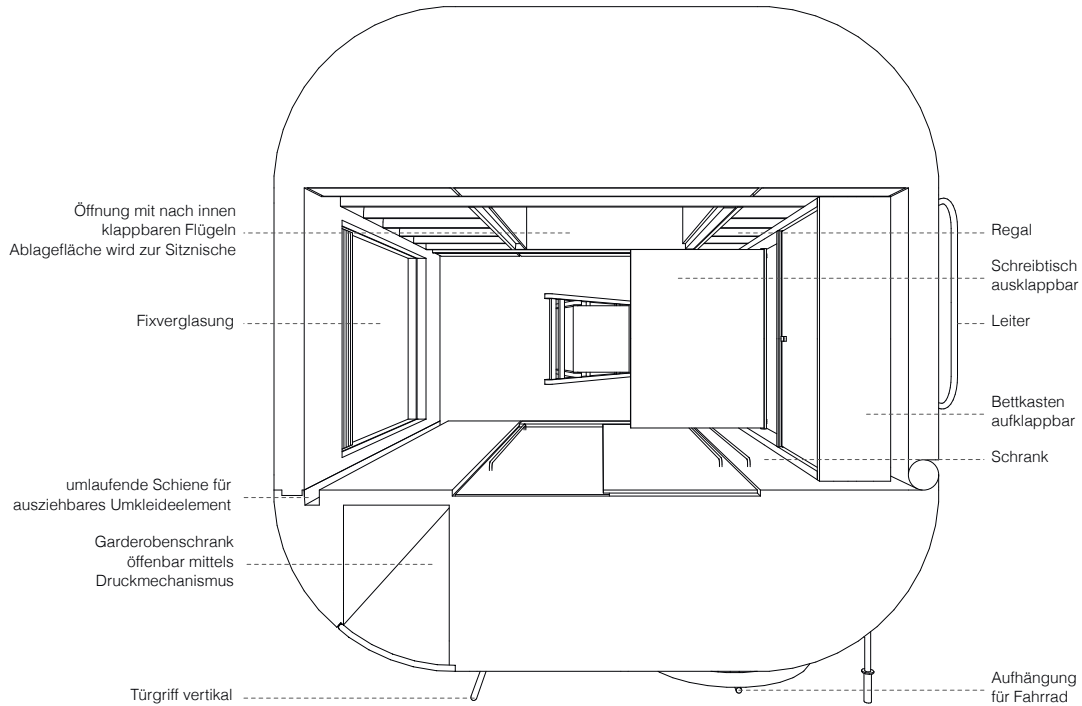 Öffnung mit nach innen
klappbaren Flügeln
Ablagefläche wird zur Sitznische
Fixverglasung
umlaufende Schiene für
ausziehbares Umkleideelement
Garderobenschrank
öffenbar mittels
Druckmechanismus
Türgriff vertikal
Regal
Schreibtisch
ausklappbar
Leiter
Bettkasten
aufklappbar
Schrank
Aufhängung
für Fahrrad